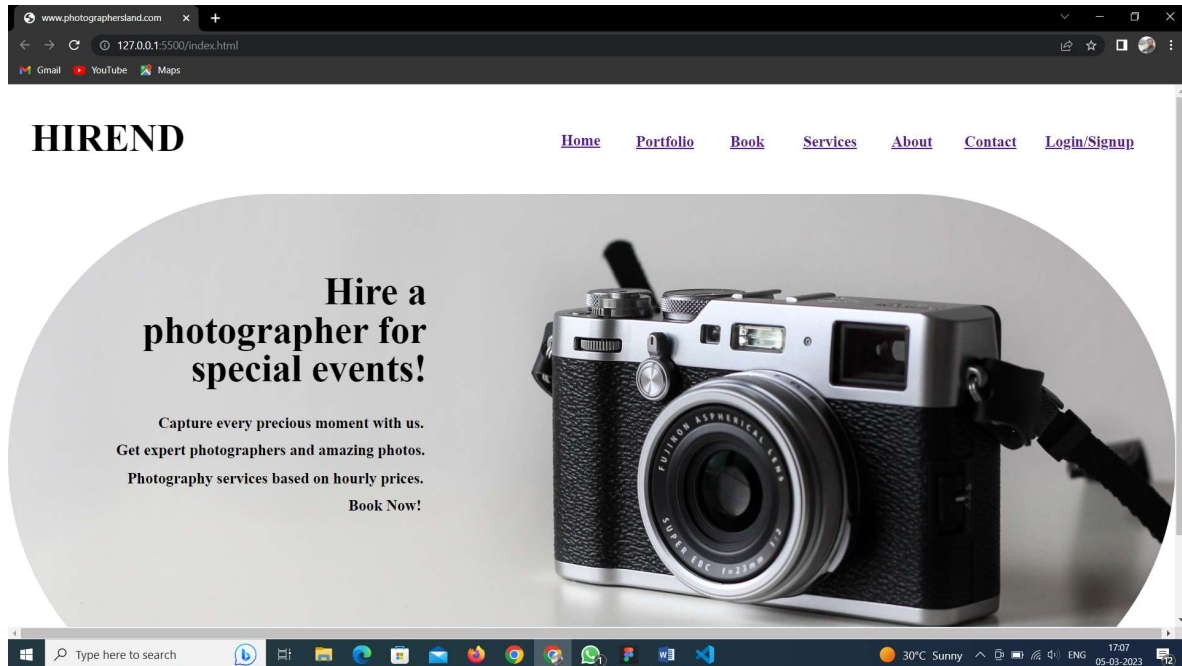 www.photographersland.com
127.0.0.1:5500/index.html
Gmail YouTube Maps
HIREND
Home Portfolio Book Services About Contact Login/Signup
Hire a
photographer for
special events!
Capture every precious moment with us.
Get expert photographers and amazing photos.
Photography services based on hourly prices.
Book Now!
FUJINON ASPHERICAL LENS
SUPER EBC f=23mm 1:2
Type here to search
30°C Sunny
ENG
17:07
05-03-2023
12